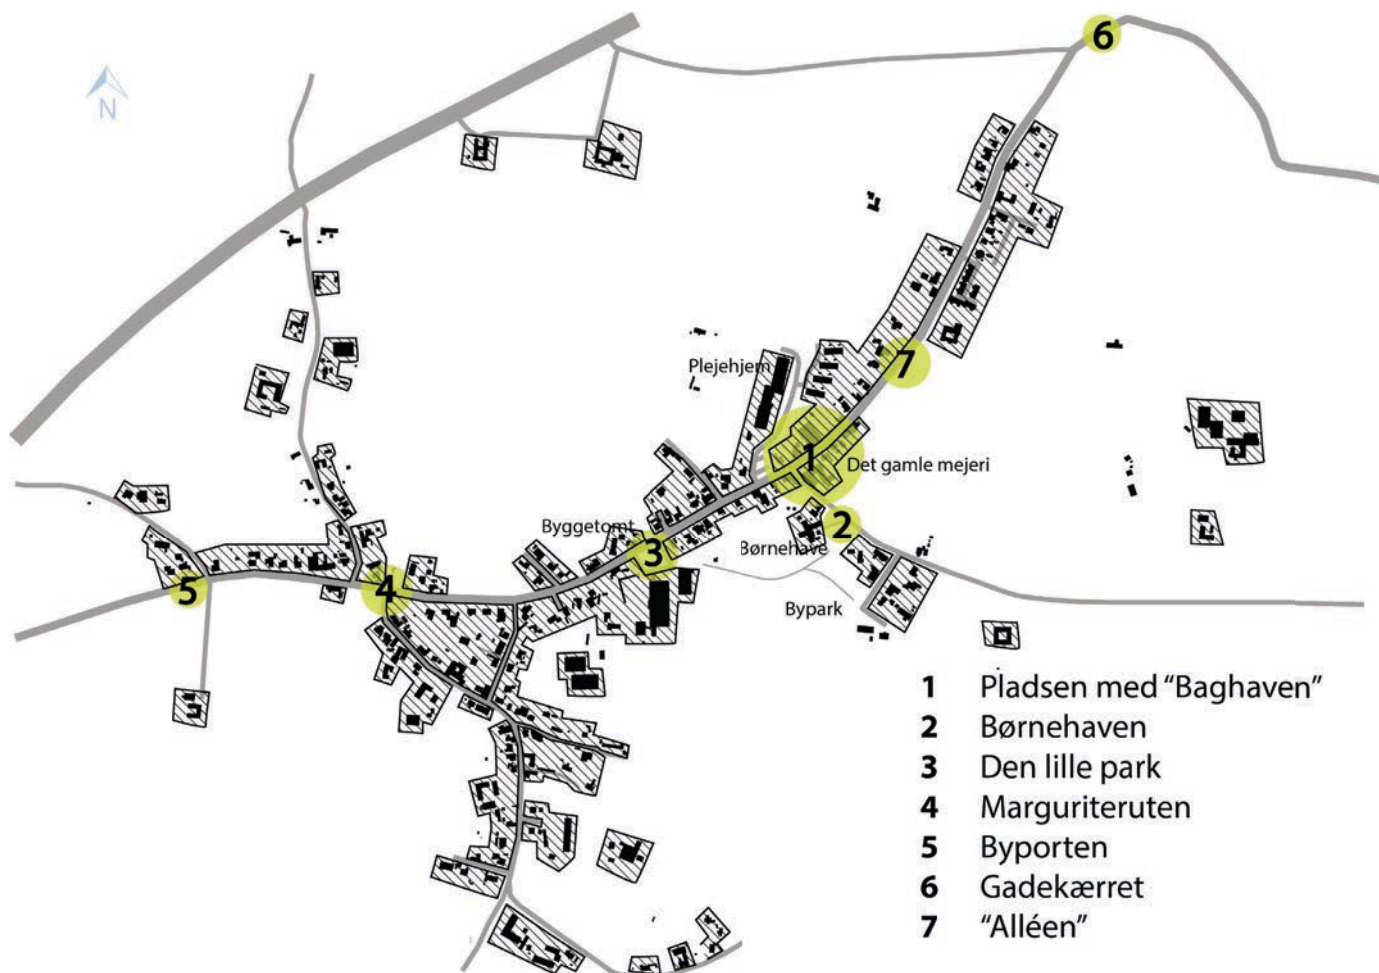 6
N
Plejehjem
7
1
Det gamle mejeri
2
Byggetomt
3
Børnehave
5
4
Bypark
1 Pladsen med “Baghaven”
2 Børnehaven
3 Den lille park
4 Marguriteruten
5 Byporten
6 Gadekærret
7 “Alléen”